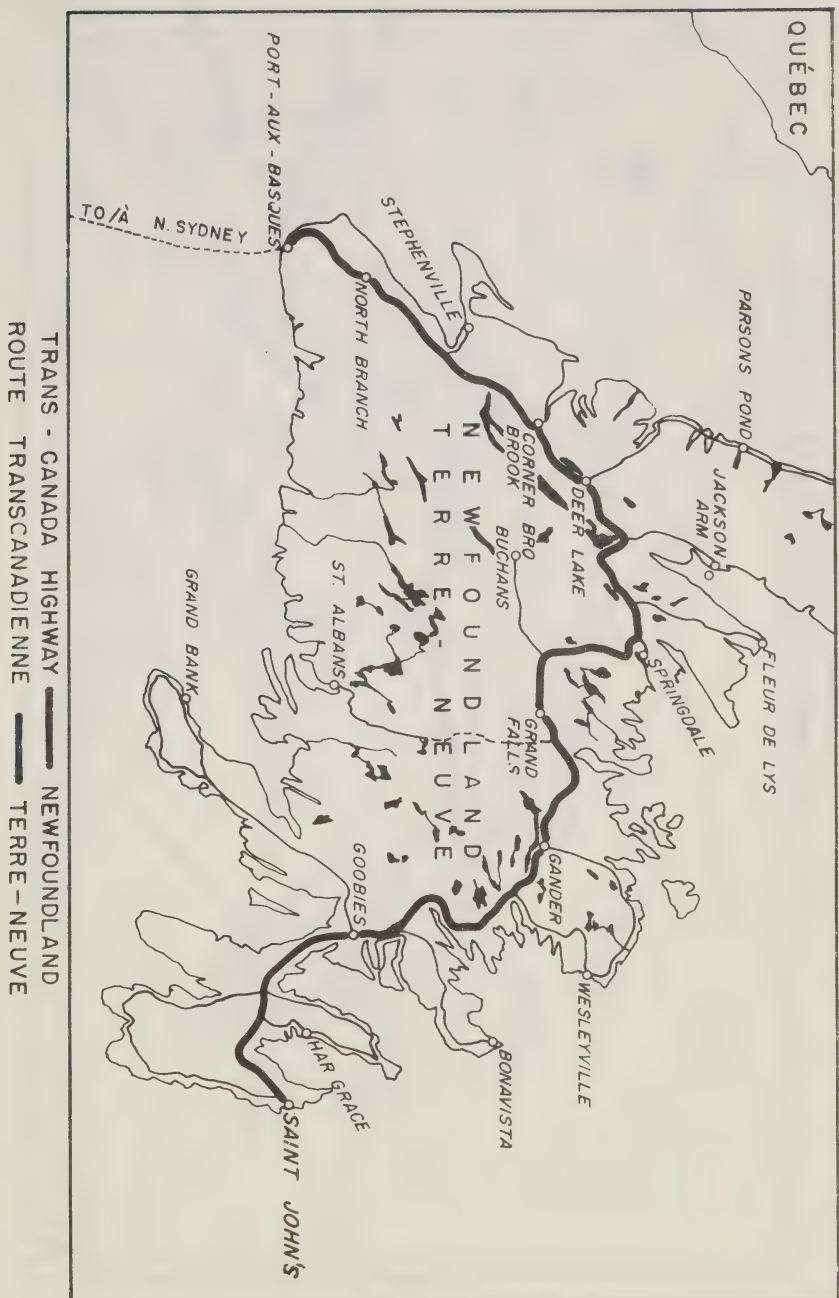 QUÉBEC
PARSONS POND
JACKSON
ARM
FLEUR DE LYS
DEER LAKE
SPRINGDALE
STEPHENVILLE
CORNER BRO
BROOK
BUCHANS
GRAND
FALLS
GANDER
WESLEYVILLE
NEWFOUNDLAND
TERRE - NEUVE
BONAVISTA
NORTH BRANCH
ST. ALBANS
GOOBIES
PORT-AUX-BASQUES
TO/À N. SYDNEY
GRAND BANK
HAR GRACE
SAINT JOHN'S
TRANS - CANADA HIGHWAY NEWFOUNDLAND
ROUTE TRANSCANADIENNE TERRE-NEUVE